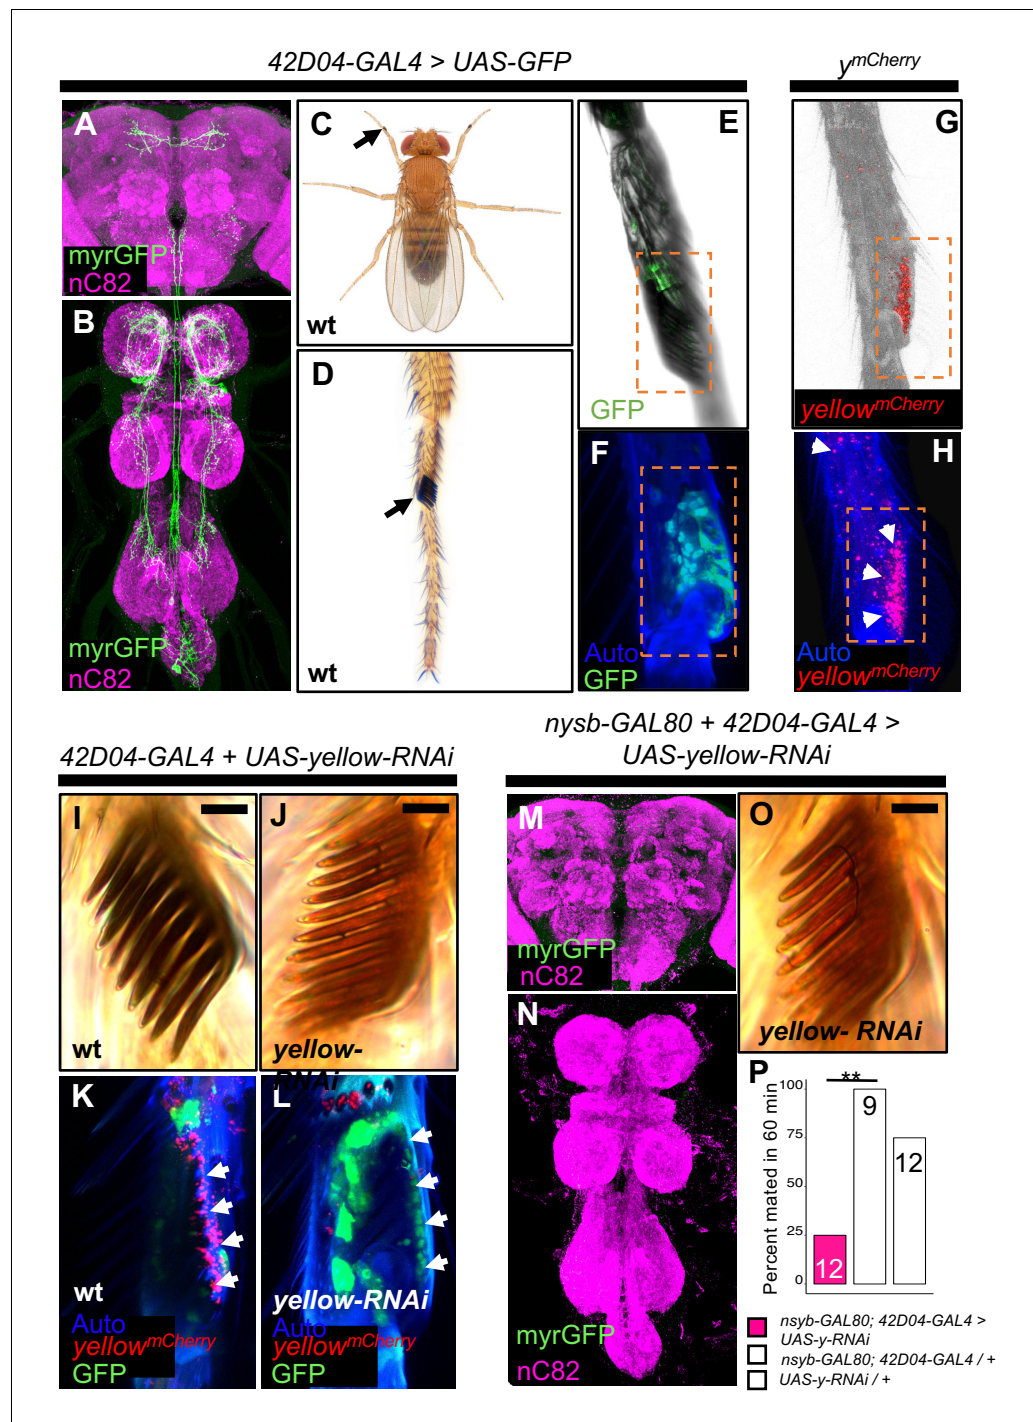 42D04-GAL4 > UAS-GFP
y^mCherry
A
myrGFP
nC82
B
myrGFP
nC82
C
wt
D
wt
E
GFP
F
Auto
GFP
G
yellow^mCherry
H
Auto
yellow^mCherry
42D04-GAL4 + UAS-yellow-RNAi
I
wt
J
yellow-
RNAi
K
wt
Auto
yellow^mCherry
GFP
L
yellow-RNAi
Auto
yellow^mCherry
GFP
nysb-GAL80 + 42D04-GAL4 >
UAS-yellow-RNAi
M
myrGFP
nC82
N
myrGFP
nC82
O
yellow- RNAi
P
Percent mated in 60 min
100
75
50
25
0
**
12
9
12
nsyb-GAL80; 42D04-GAL4 >
UAS-y-RNAi
nsyb-GAL80; 42D04-GAL4 / +
UAS-y-RNAi / +